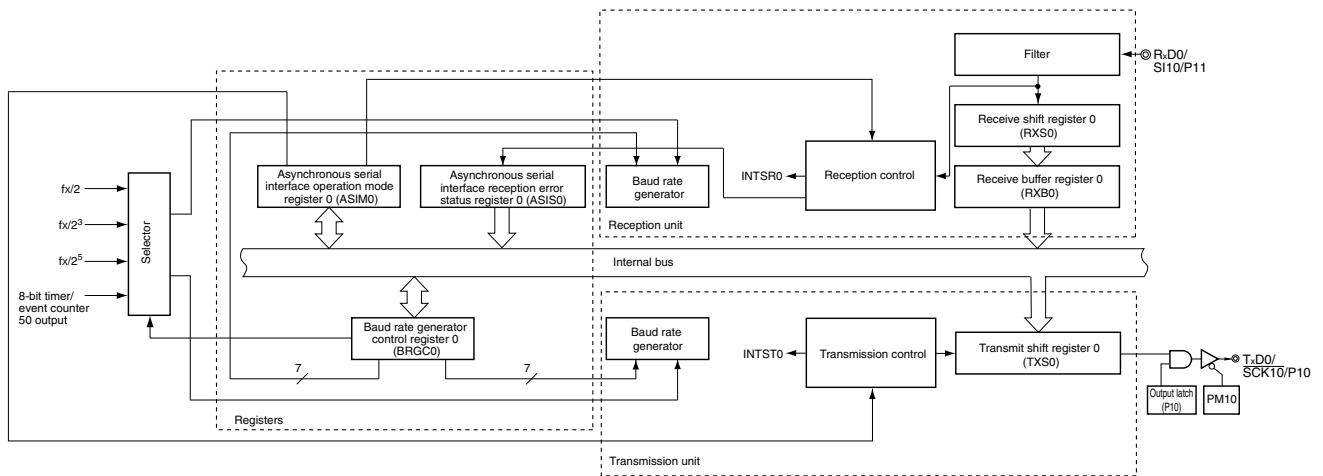 Filter
RxD0/
SI10/P11
Receive shift register 0
(RXS0)
Asynchronous serial
interface operation mode
register 0 (ASIM0)
Asynchronous serial
interface reception error
status register 0 (ASIS0)
Baud rate
generator
INTSR0
Reception control
Receive buffer register 0
(RXB0)
Reception unit
fx/2
fx/2³
fx/2⁵
8-bit timer/
event counter
50 output
Selector
Internal bus
Baud rate generator
control register 0
(BRGC0)
Baud rate
generator
INTST0
Transmission control
Transmit shift register 0
(TXS0)
TxD0/
SCK10/P10
7
7
Output latch
(P10)
PM10
Registers
Transmission unit